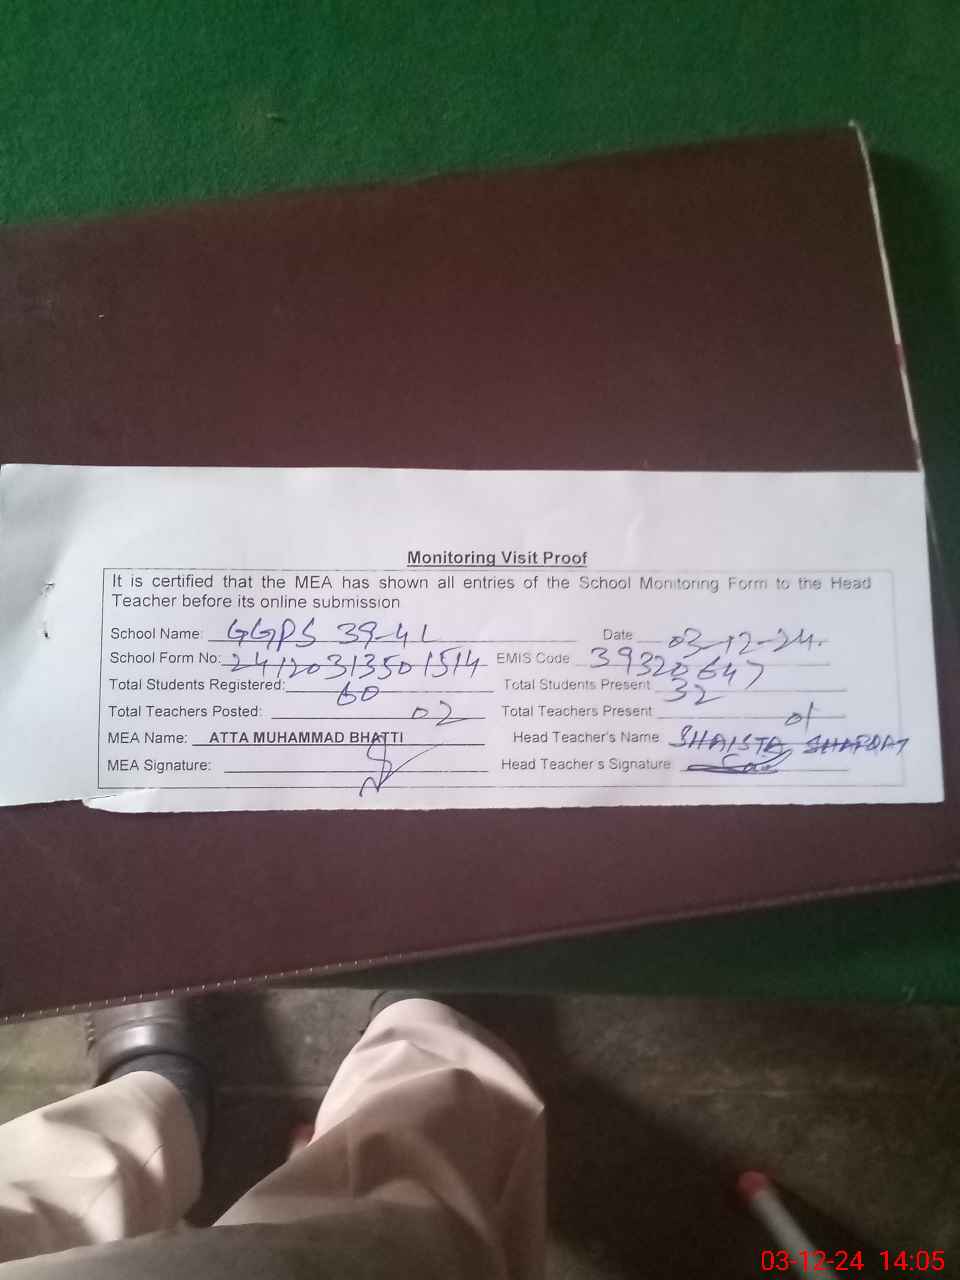 Monitoring Visit Proof
It is certified that the MEA has shown all entries of the School Monitoring Form to the Head
Teacher before its online submission
School Name: GGPS 39-4L Date 03-12-24.
School Form No: 2412031350 1514 EMIS Code 39320647
Total Students Registered: 60 Total Students Present 32
Total Teachers Posted: 02 Total Teachers Present 01
MEA Name: ATTA MUHAMMAD BHATTI Head Teacher's Name SHAISTA
MEA Signature: Head Teacher's Signature
03-12-24 14:05